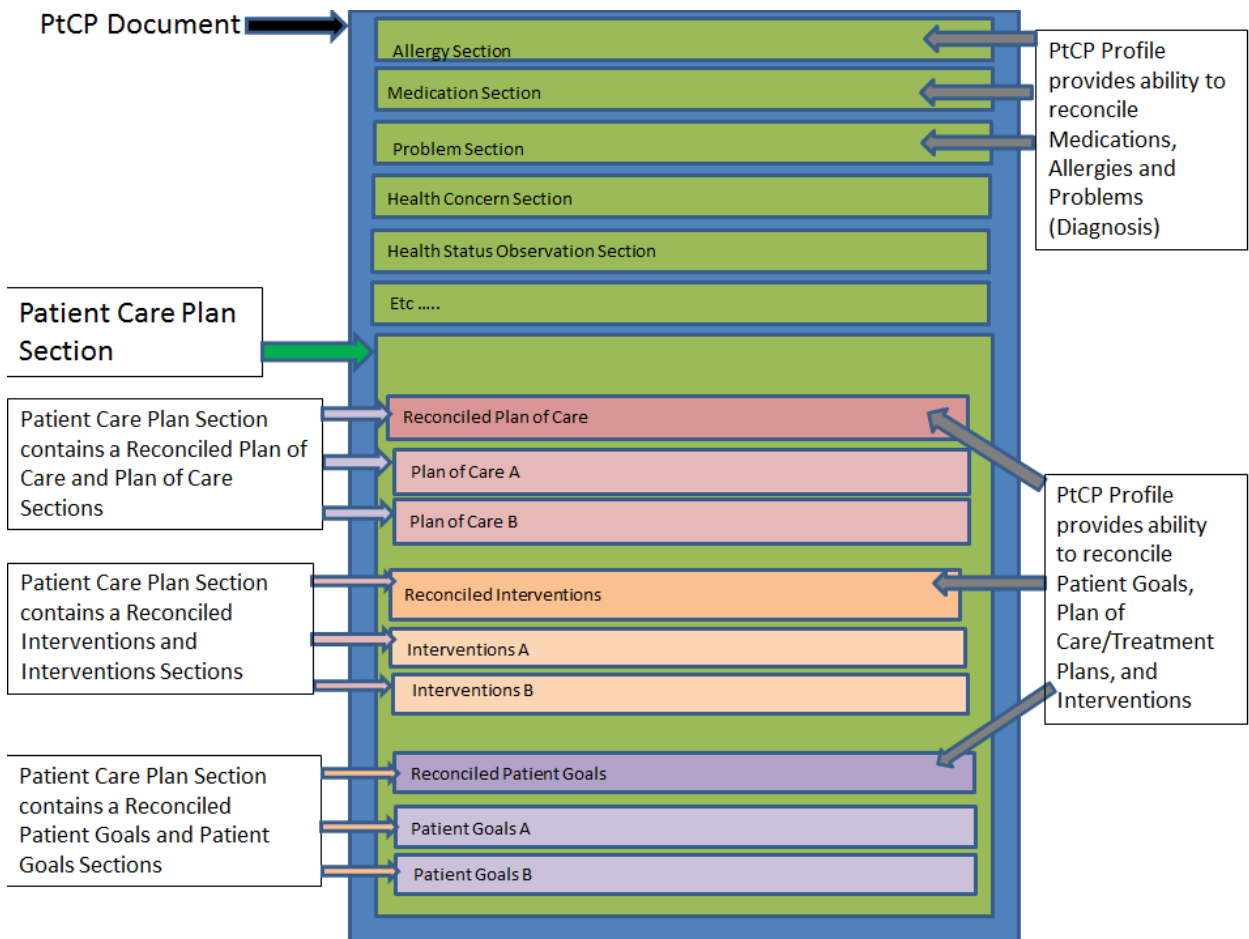 PtCP Document
Allergy Section
Medication Section
Problem Section
Health Concern Section
Health Status Observation Section
Etc .....
PtCP Profile
provides ability to
reconcile
Medications,
Allergies and
Problems
(Diagnosis)
Patient Care Plan
Section
Patient Care Plan Section
contains a Reconciled Plan of
Care and Plan of Care
Sections
Reconciled Plan of Care
Plan of Care A
Plan of Care B
Patient Care Plan Section
contains a Reconciled
Interventions and
Interventions Sections
Reconciled Interventions
Interventions A
Interventions B
PtCP Profile
provides ability
to reconcile
Patient Goals,
Plan of
Care/Treatment
Plans, and
Interventions
Patient Care Plan Section
contains a Reconciled
Patient Goals and Patient
Goals Sections
Reconciled Patient Goals
Patient Goals A
Patient Goals B